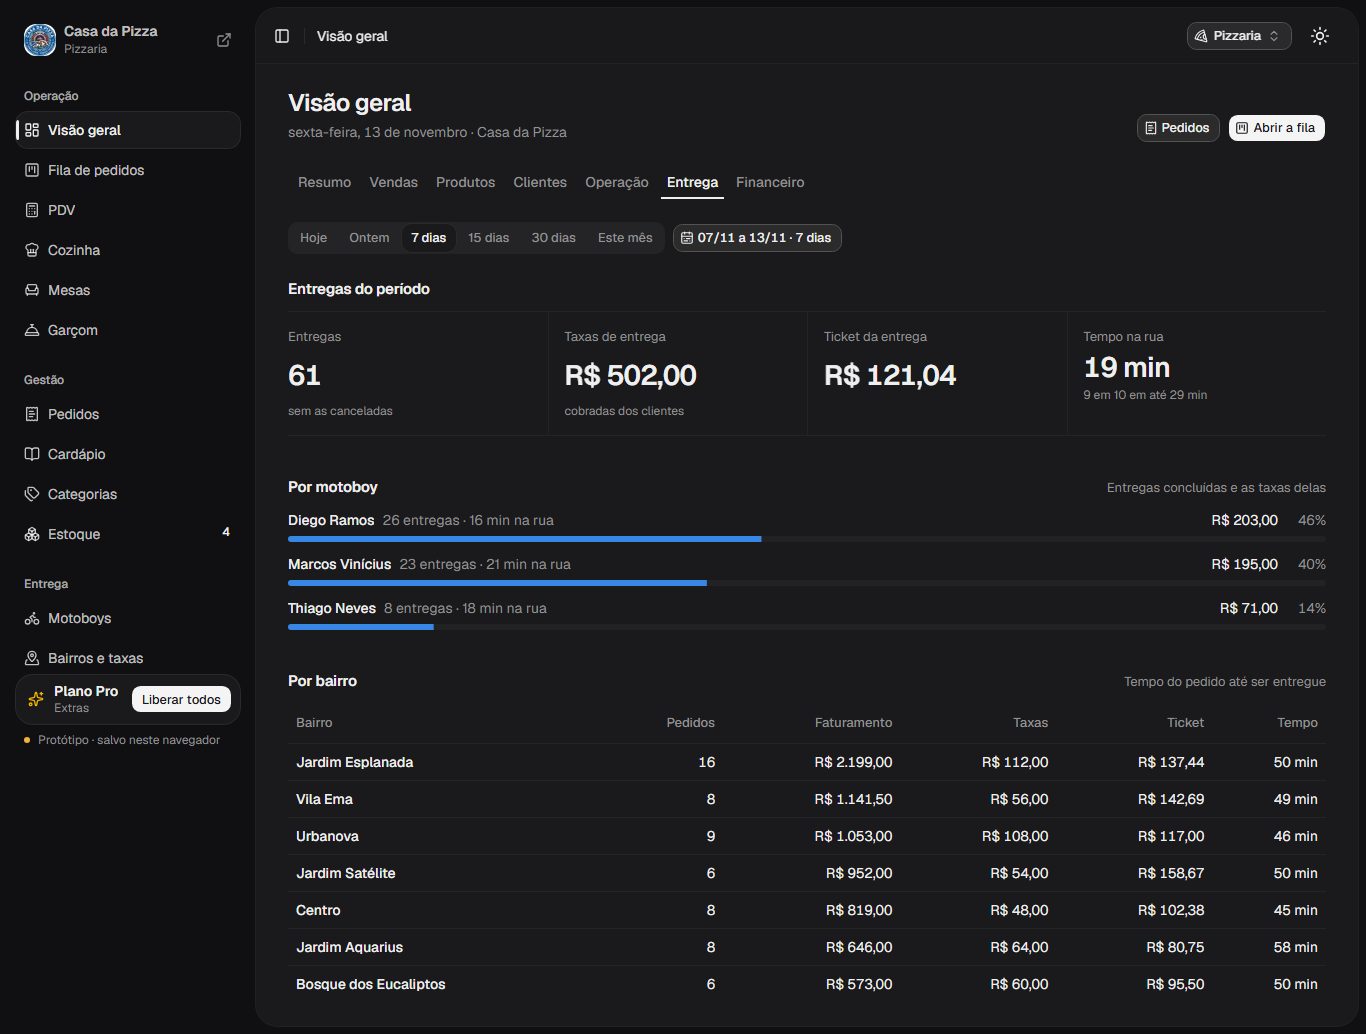 Casa da Pizza
Pizzaria
Operação
Visão geral
Fila de pedidos
PDV
Cozinha
Mesas
Garçom
Gestão
Pedidos
Cardápio
Categorias
Estoque 4
Entrega
Motoboys
Bairros e taxas
Plano Pro
Extras
Liberar todos
Protótipo · salvo neste navegador
Visão geral
Pizzaria
Visão geral
sexta-feira, 13 de novembro · Casa da Pizza
Pedidos Abrir a fila
Resumo Vendas Produtos Clientes Operação Entrega Financeiro
Hoje Ontem 7 dias 15 dias 30 dias Este mês 07/11 a 13/11 · 7 dias
Entregas do período
Entregas
61
sem as canceladas
Taxas de entrega
R$ 502,00
cobradas dos clientes
Ticket da entrega
R$ 121,04
Tempo na rua
19 min
9 em 10 em até 29 min
Por motoboy Entregas concluídas e as taxas delas
Diego Ramos 26 entregas · 16 min na rua R$ 203,00 46%
Marcos Vinícius 23 entregas · 21 min na rua R$ 195,00 40%
Thiago Neves 8 entregas · 18 min na rua R$ 71,00 14%
Por bairro Tempo do pedido até ser entregue
Bairro Pedidos Faturamento Taxas Ticket Tempo
Jardim Esplanada 16 R$ 2.199,00 R$ 112,00 R$ 137,44 50 min
Vila Ema 8 R$ 1.141,50 R$ 56,00 R$ 142,69 49 min
Urbanova 9 R$ 1.053,00 R$ 108,00 R$ 117,00 46 min
Jardim Satélite 6 R$ 952,00 R$ 54,00 R$ 158,67 50 min
Centro 8 R$ 819,00 R$ 48,00 R$ 102,38 45 min
Jardim Aquarius 8 R$ 646,00 R$ 64,00 R$ 80,75 58 min
Bosque dos Eucaliptos 6 R$ 573,00 R$ 60,00 R$ 95,50 50 min